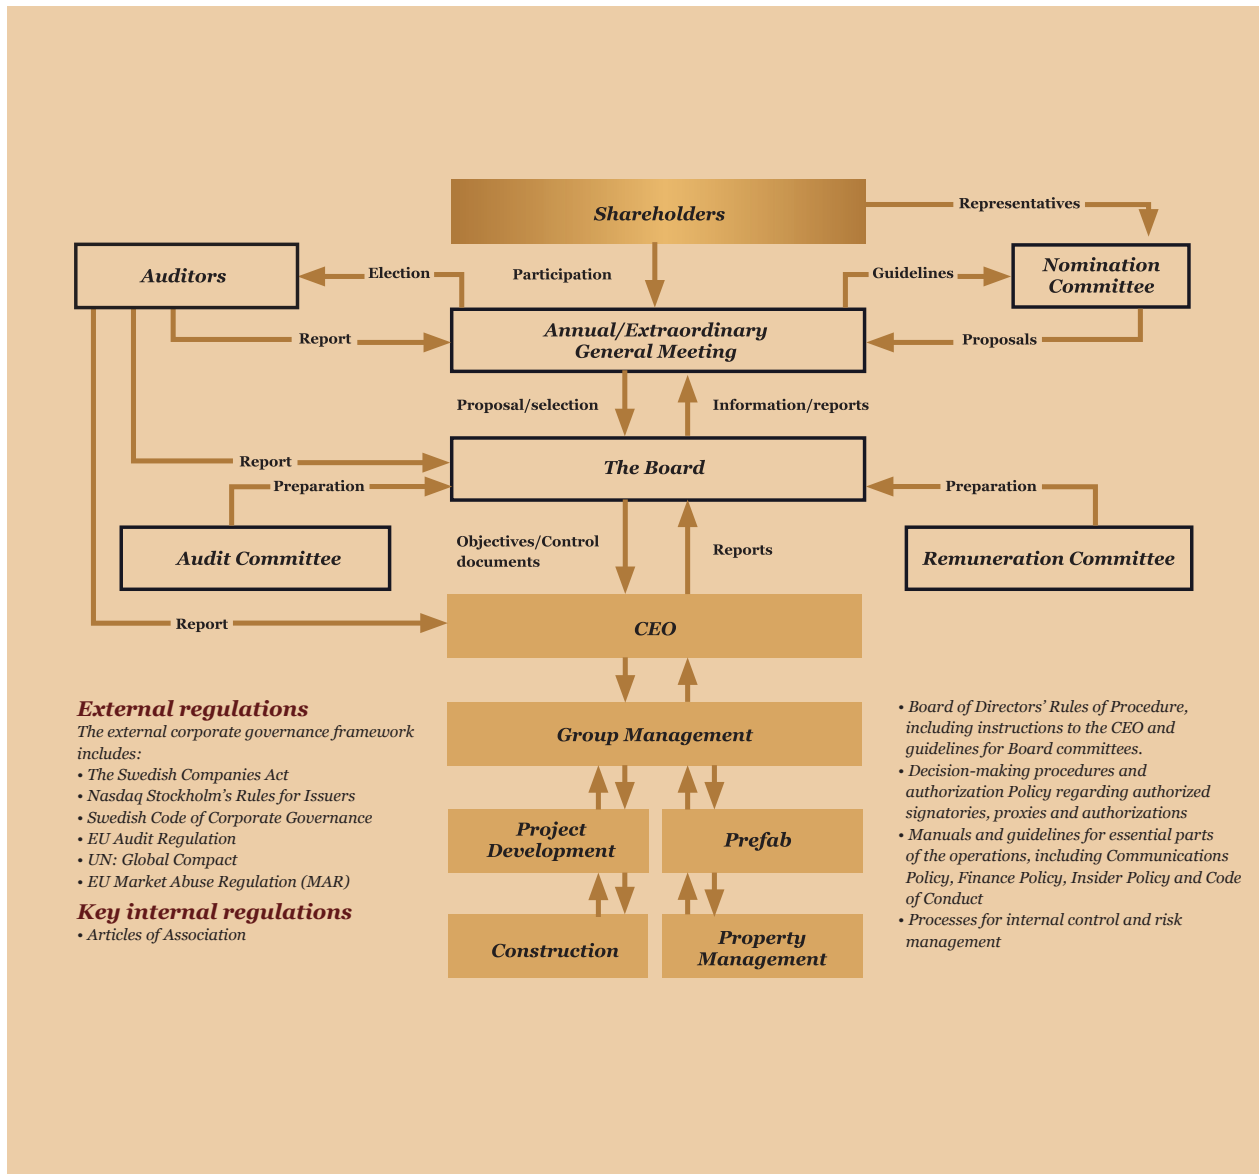 Shareholders
Representatives
Auditors
Election
Participation
Guidelines
Nomination
Committee
Annual/Extraordinary
General Meeting
Report
Proposals
Proposal/selection
Information/reports
The Board
Report
Preparation
Preparation
Audit Committee
Objectives/Control
documents
Reports
Remuneration Committee
Report
CEO
Group Management
Project
Development
Prefab
Construction
Property
Management
External regulations
The external corporate governance framework
includes:
• The Swedish Companies Act
• Nasdaq Stockholm’s Rules for Issuers
• Swedish Code of Corporate Governance
• EU Audit Regulation
• UN: Global Compact
• EU Market Abuse Regulation (MAR)
Key internal regulations
• Articles of Association
• Board of Directors’ Rules of Procedure,
including instructions to the CEO and
guidelines for Board committees.
• Decision-making procedures and
authorization Policy regarding authorized
signatories, proxies and authorizations
• Manuals and guidelines for essential parts
of the operations, including Communications
Policy, Finance Policy, Insider Policy and Code
of Conduct
• Processes for internal control and risk
management